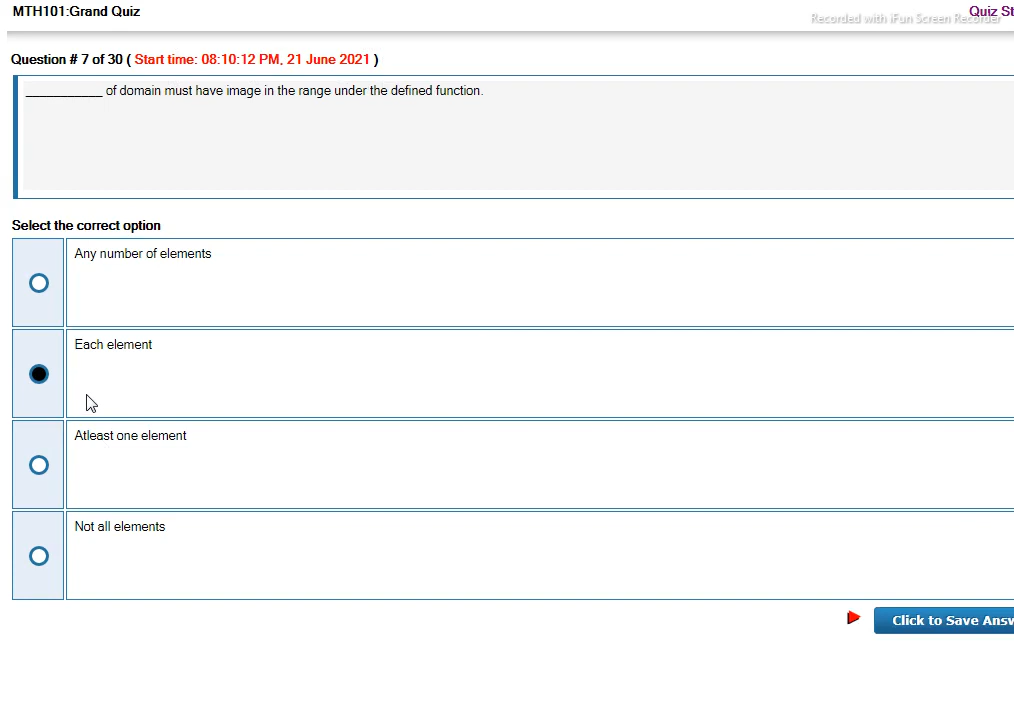 MTH101:Grand Quiz
Quiz St
Recorded with iFun Screen Recorder
Question # 7 of 30 ( Start time: 08:10:12 PM, 21 June 2021 )
___________ of domain must have image in the range under the defined function.
Select the correct option
Any number of elements
Each element
Atleast one element
Not all elements
Click to Save Answ